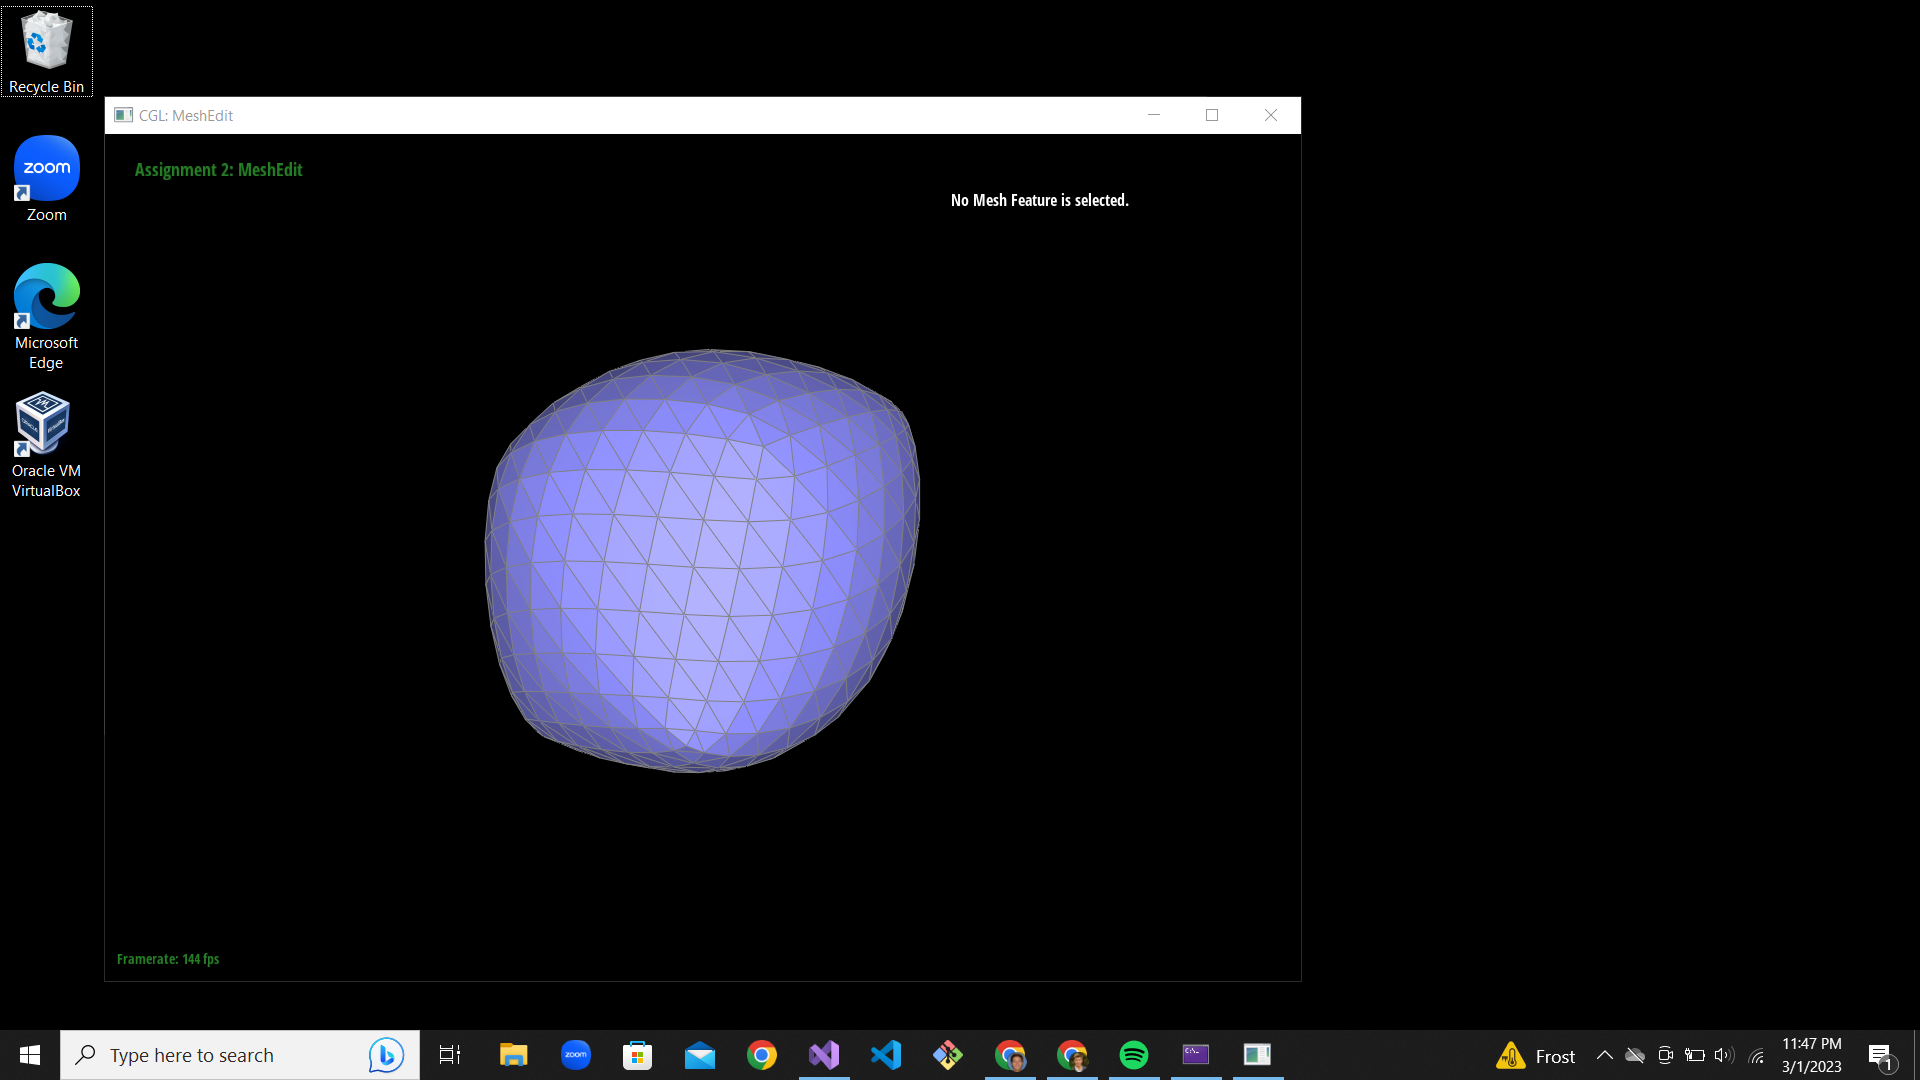 Recycle Bin
CGL: MeshEdit
Assignment 2: MeshEdit
No Mesh Feature is selected.
zoom
Zoom
Microsoft
Edge
Oracle VM
VirtualBox
Framerate: 144 fps
Type here to search
zoom
C:\_
Frost
11:47 PM
3/1/2023
1